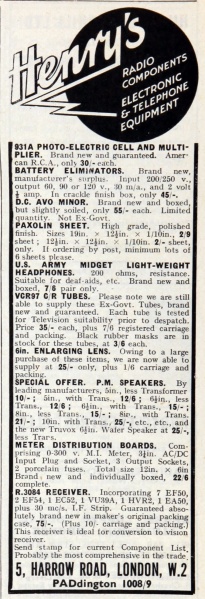 Henry's
RADIO
COMPONENTS
ELECTRONIC
& TELEPHONE
EQUIPMENT
931A PHOTO-ELECTRIC CELL AND MULTI-
PLIER. Brand new and guaranteed. Amer-
can R.C.A., only 30/- each.
BATTERY ELIMINATORS. Brand new,
manufacturer's surplus. Input 200/250 v.,
output 60, 90 or 120 v., 30 m/a., and 2 volt
amp. In crackle finish box, only 45/-.
D.C. AVO MINOR. Brand new and boxed,
but slightly soiled, only 55/- each. Limited
quantity. Not Ex-Govt.
PAXOLIN SHEET. High grade, polished
finish. Sizes 19in. × 12½in. × 1/10in., 2/9
sheet; 12½in. × 12½in. × 1/10in. 2/- sheet,
only. If ordering by post, minimum lots of
6 sheets please.
U.S. ARMY MIDGET LIGHT-WEIGHT
HEADPHONES. 200 ohms, resistance.
Suitable for deaf-aids, etc. Brand new and
boxed, 7/6 pair only.
VCR97 C/R TUBES. Please note we are still
able to supply these Ex-Govt. Tubes, brand
new and guaranteed. Each tube is tested
for Television suitability prior to despatch.
Price 35/- each, plus 7/6 registered carriage
and packing. Black rubber masks are in
stock for these tubes, at 3/6 each.
6in. ENLARGING LENS. Owing to a large
purchase of these items, we are now able to
supply at 25/- only, plus 1/6 carriage and
packing.
SPECIAL OFFER. P.M. SPEAKERS. By
leading manufacturers, 5in., less Transformer
10/-; 5in., with Trans., 12/6; 6½in., less
Trans., 12/6; 6½in., with Trans., 15/-;
8in., less Trans., 15/-; 8in., with Trans.
21/-; 10in., with Trans., 25/-, etc., etc., and
the new Truvox 6½in. Wafer Speaker at 25/-,
less Trans.
METER DISTRIBUTION BOARDS. Com-
prising 0-300 v. M.I. Meter, AC/DC
Input Plug and Socket, 3 Output Sockets,
2 porcelain fuses. Total size 12in. × 6in.
Brand new and individually boxed, 22/6
complete.
R.3084 RECEIVER. Incorporating 7 EF50,
2 EF54, 1 EC52, 1 VU39A, 1 HVR2, 1 EA50,
plus 30 mc/s. I.F. Strip. Guaranteed abso-
lutely brand new in maker's original packing
case, 75/-. (Plus 10/- carriage and packing.)
This receiver is ideal for conversion to vision
receiver.
Send stamp for current Component List
Probably the most comprehensive in the trade
5, HARROW ROAD, LONDON, W.2
PADdington 1008/9